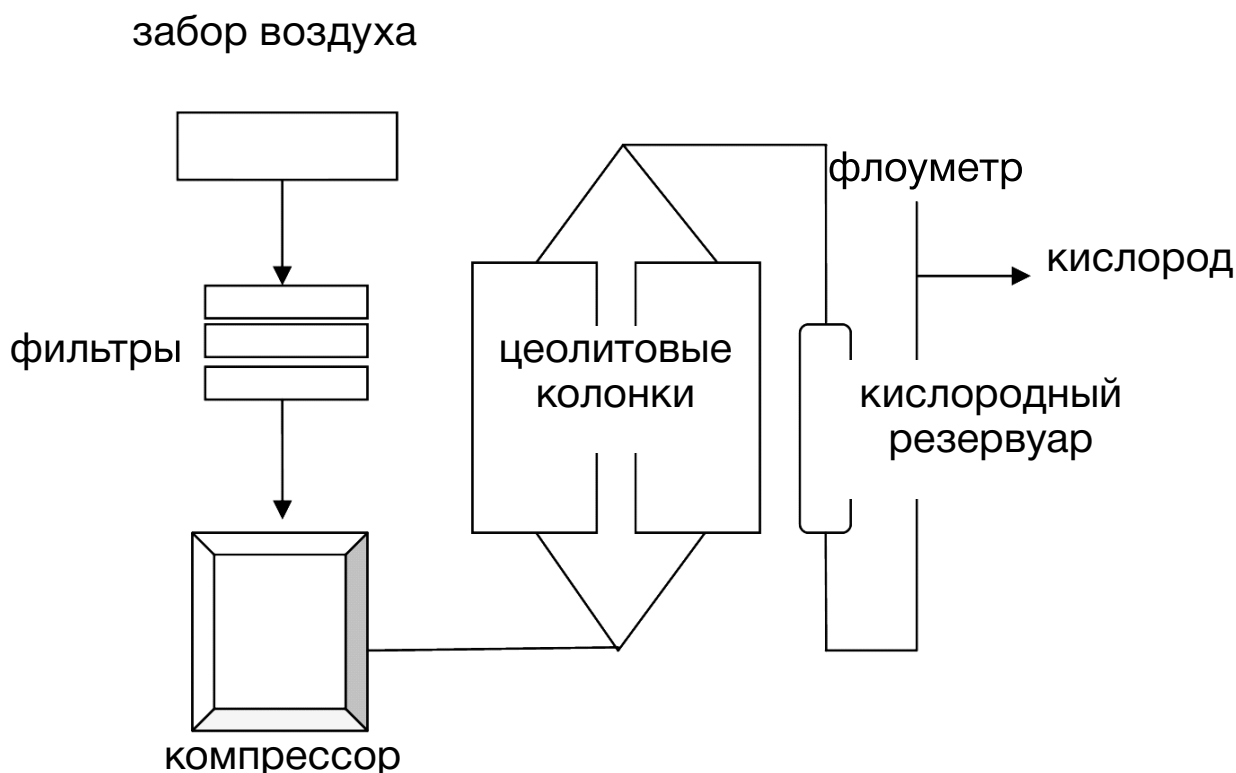 забор воздуха
флоуметр
кислород
фильтры
цеолитовые
колонки
кислородный
резервуар
компрессор